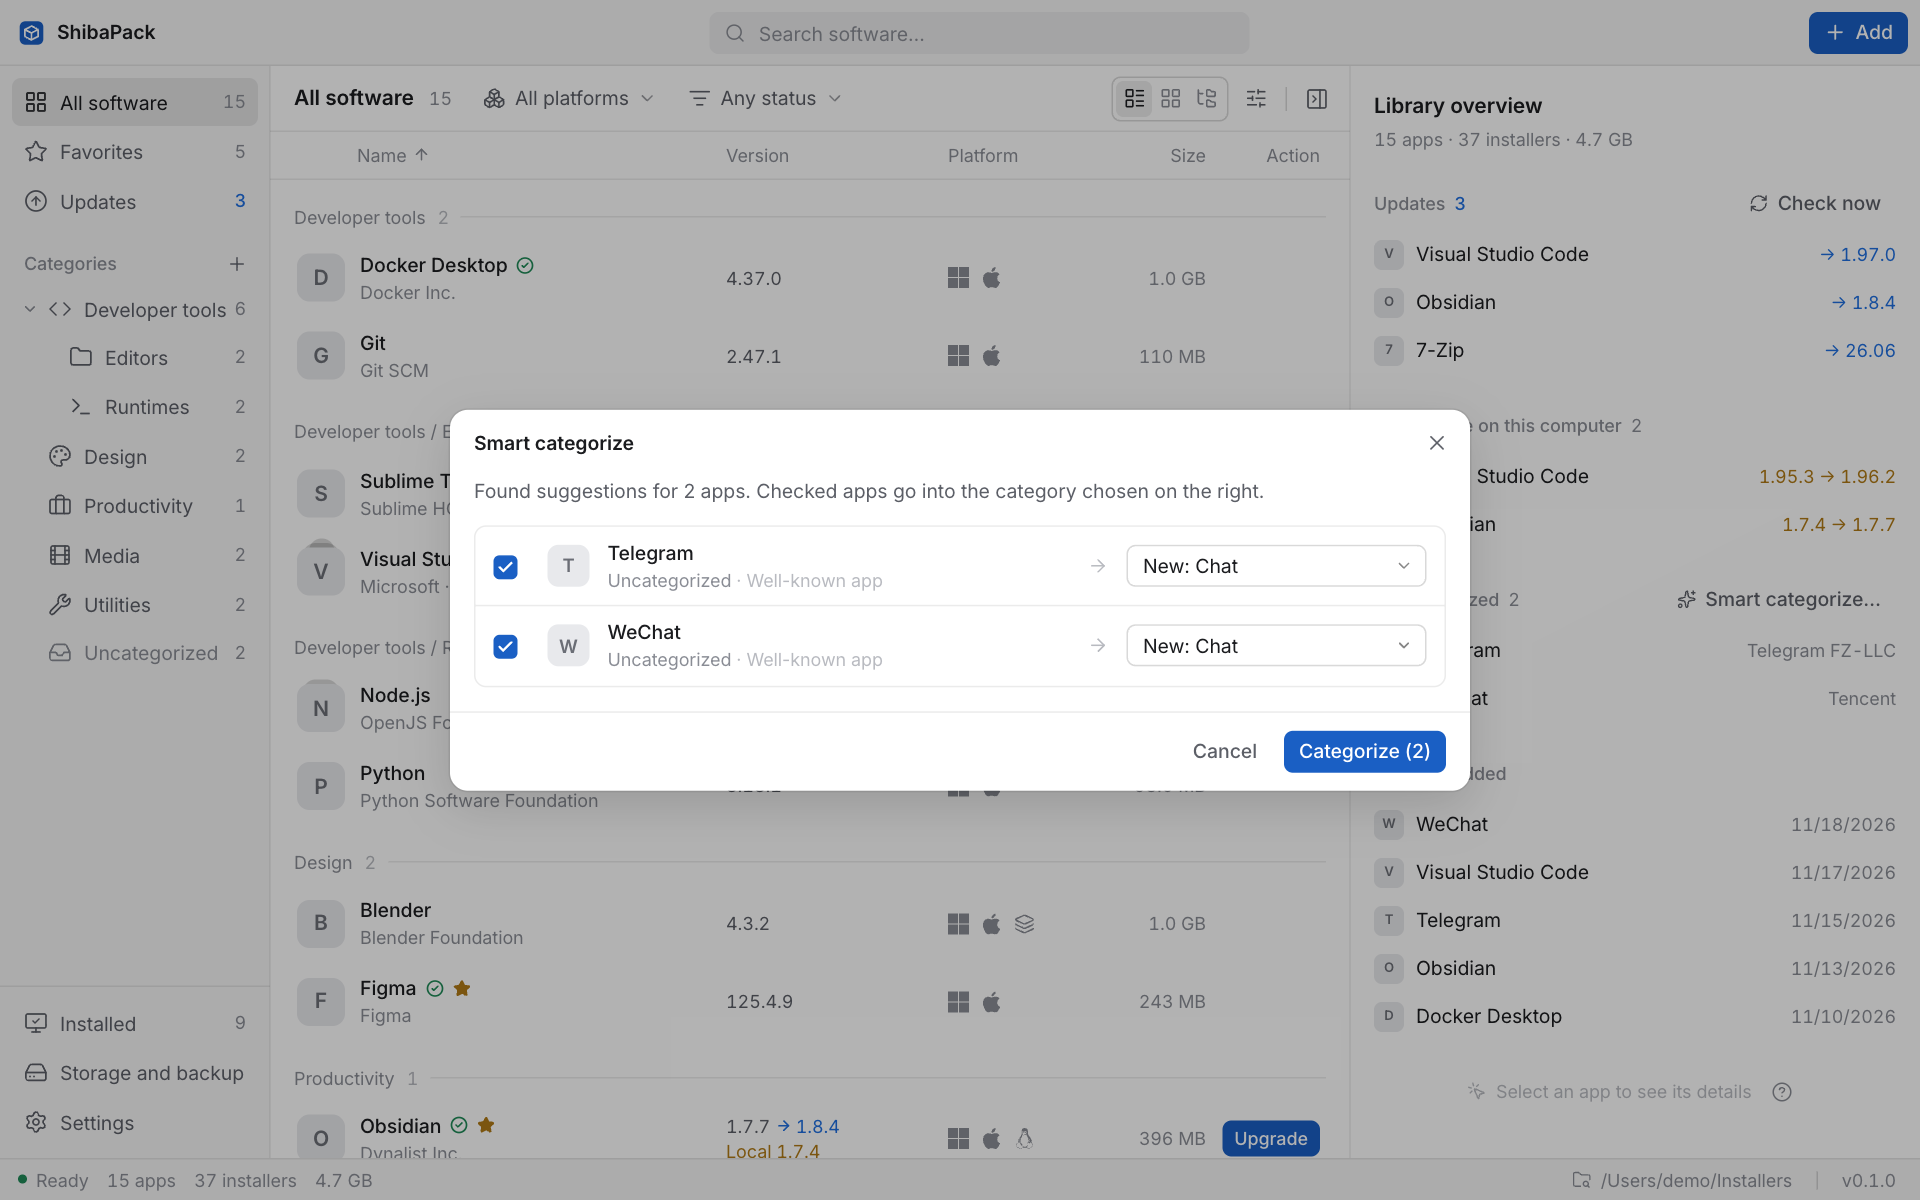 ShibaPack
Search software...
Add
All software 15
Favorites 5
Updates 3
Categories
Developer tools 6
Editors 2
Runtimes 2
Design 2
Productivity 1
Media 2
Utilities 2
Uncategorized 2
Installed 9
Storage and backup
Settings
All software 15
All platforms
Any status
Name Version Platform Size Action
Developer tools 2
D
Docker Desktop
Docker Inc.
4.37.0
1.0 GB
G
Git
Git SCM
2.47.1
110 MB
Developer tools /
S
Sublime
Sublime
V
Visual
Microsoft ·
Developer tools /
N
Node.js
OpenJS
P
Python
Python Software Foundation
Design 2
B
Blender
Blender Foundation
4.3.2
1.0 GB
F
Figma
Figma
125.4.9
243 MB
Productivity 1
O
Obsidian
Dynalist Inc
1.7.7 → 1.8.4
Local 1.7.4
396 MB
Upgrade
Smart categorize
Found suggestions for 2 apps. Checked apps go into the category chosen on the right.
T
Telegram
Uncategorized · Well-known app
→
New: Chat
W
WeChat
Uncategorized · Well-known app
→
New: Chat
Cancel
Categorize (2)
Library overview
15 apps · 37 installers · 4.7 GB
Updates 3
Check now
V Visual Studio Code → 1.97.0
O Obsidian → 1.8.4
7 7-Zip → 26.06
on this computer 2
Studio Code 1.95.3 → 1.96.2
1.7.4 → 1.7.7
2
Smart categorize...
Telegram FZ-LLC
Tencent
W WeChat 11/18/2026
V Visual Studio Code 11/17/2026
T Telegram 11/15/2026
O Obsidian 11/13/2026
D Docker Desktop 11/10/2026
Select an app to see its details
Ready 15 apps 37 installers 4.7 GB
/Users/demo/Installers v0.1.0